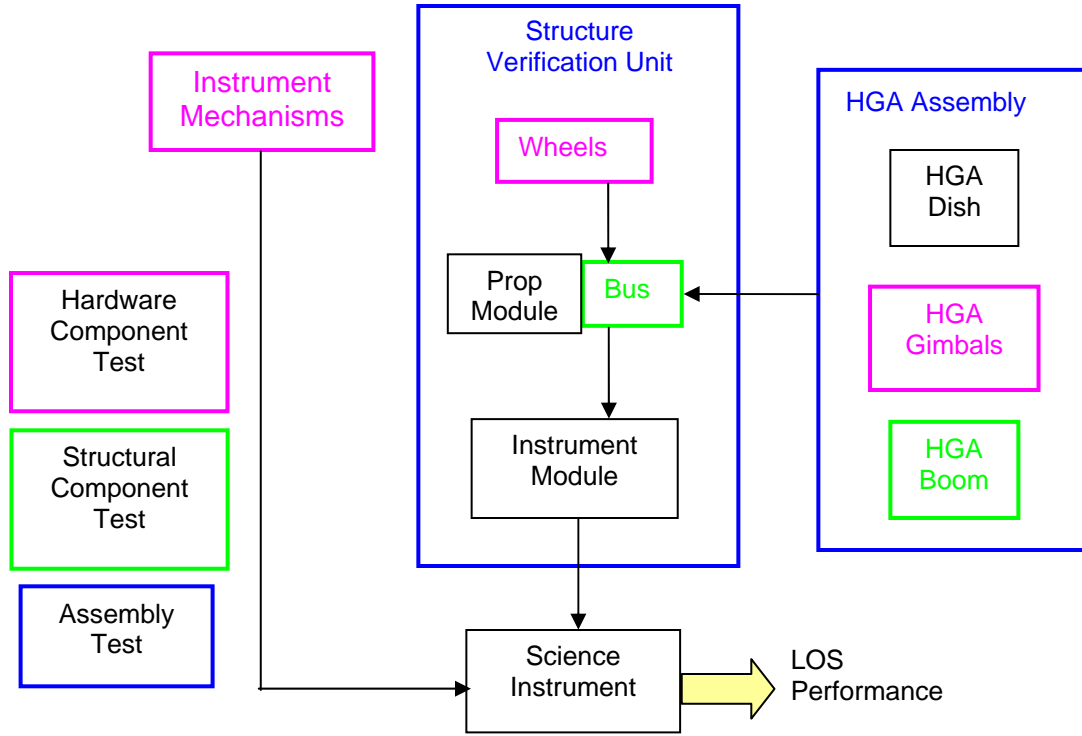 Structure
Verification Unit
Instrument
Mechanisms
HGA Assembly
Wheels
HGA
Dish
Prop
Module
Bus
Hardware
Component
Test
HGA
Gimbals
Structural
Component
Test
Instrument
Module
HGA
Boom
Assembly
Test
Science
Instrument
LOS
Performance